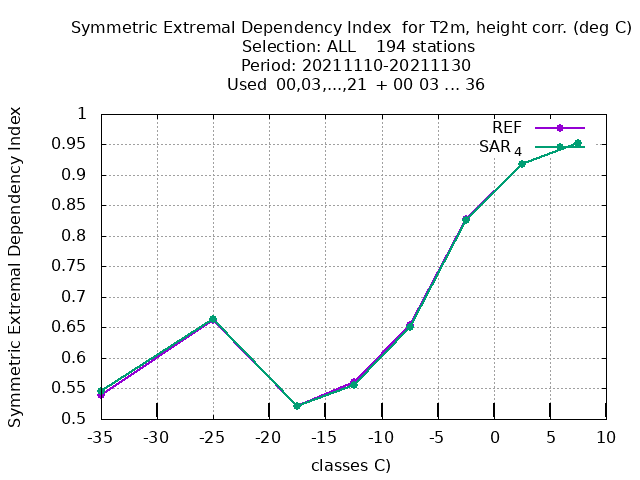 Symmetric Extremal Dependency Index for T2m, height corr. (deg C)
Selection: ALL 194 stations
Period: 20211110-20211130
Used 00,03,...,21 + 00 03 ... 36
Symmetric Extremal Dependency Index
1
0.95
0.9
0.85
0.8
0.75
0.7
0.65
0.6
0.55
0.5
REF
SAR 4
-35 -30 -25 -20 -15 -10 -5 0 5 10
classes C)